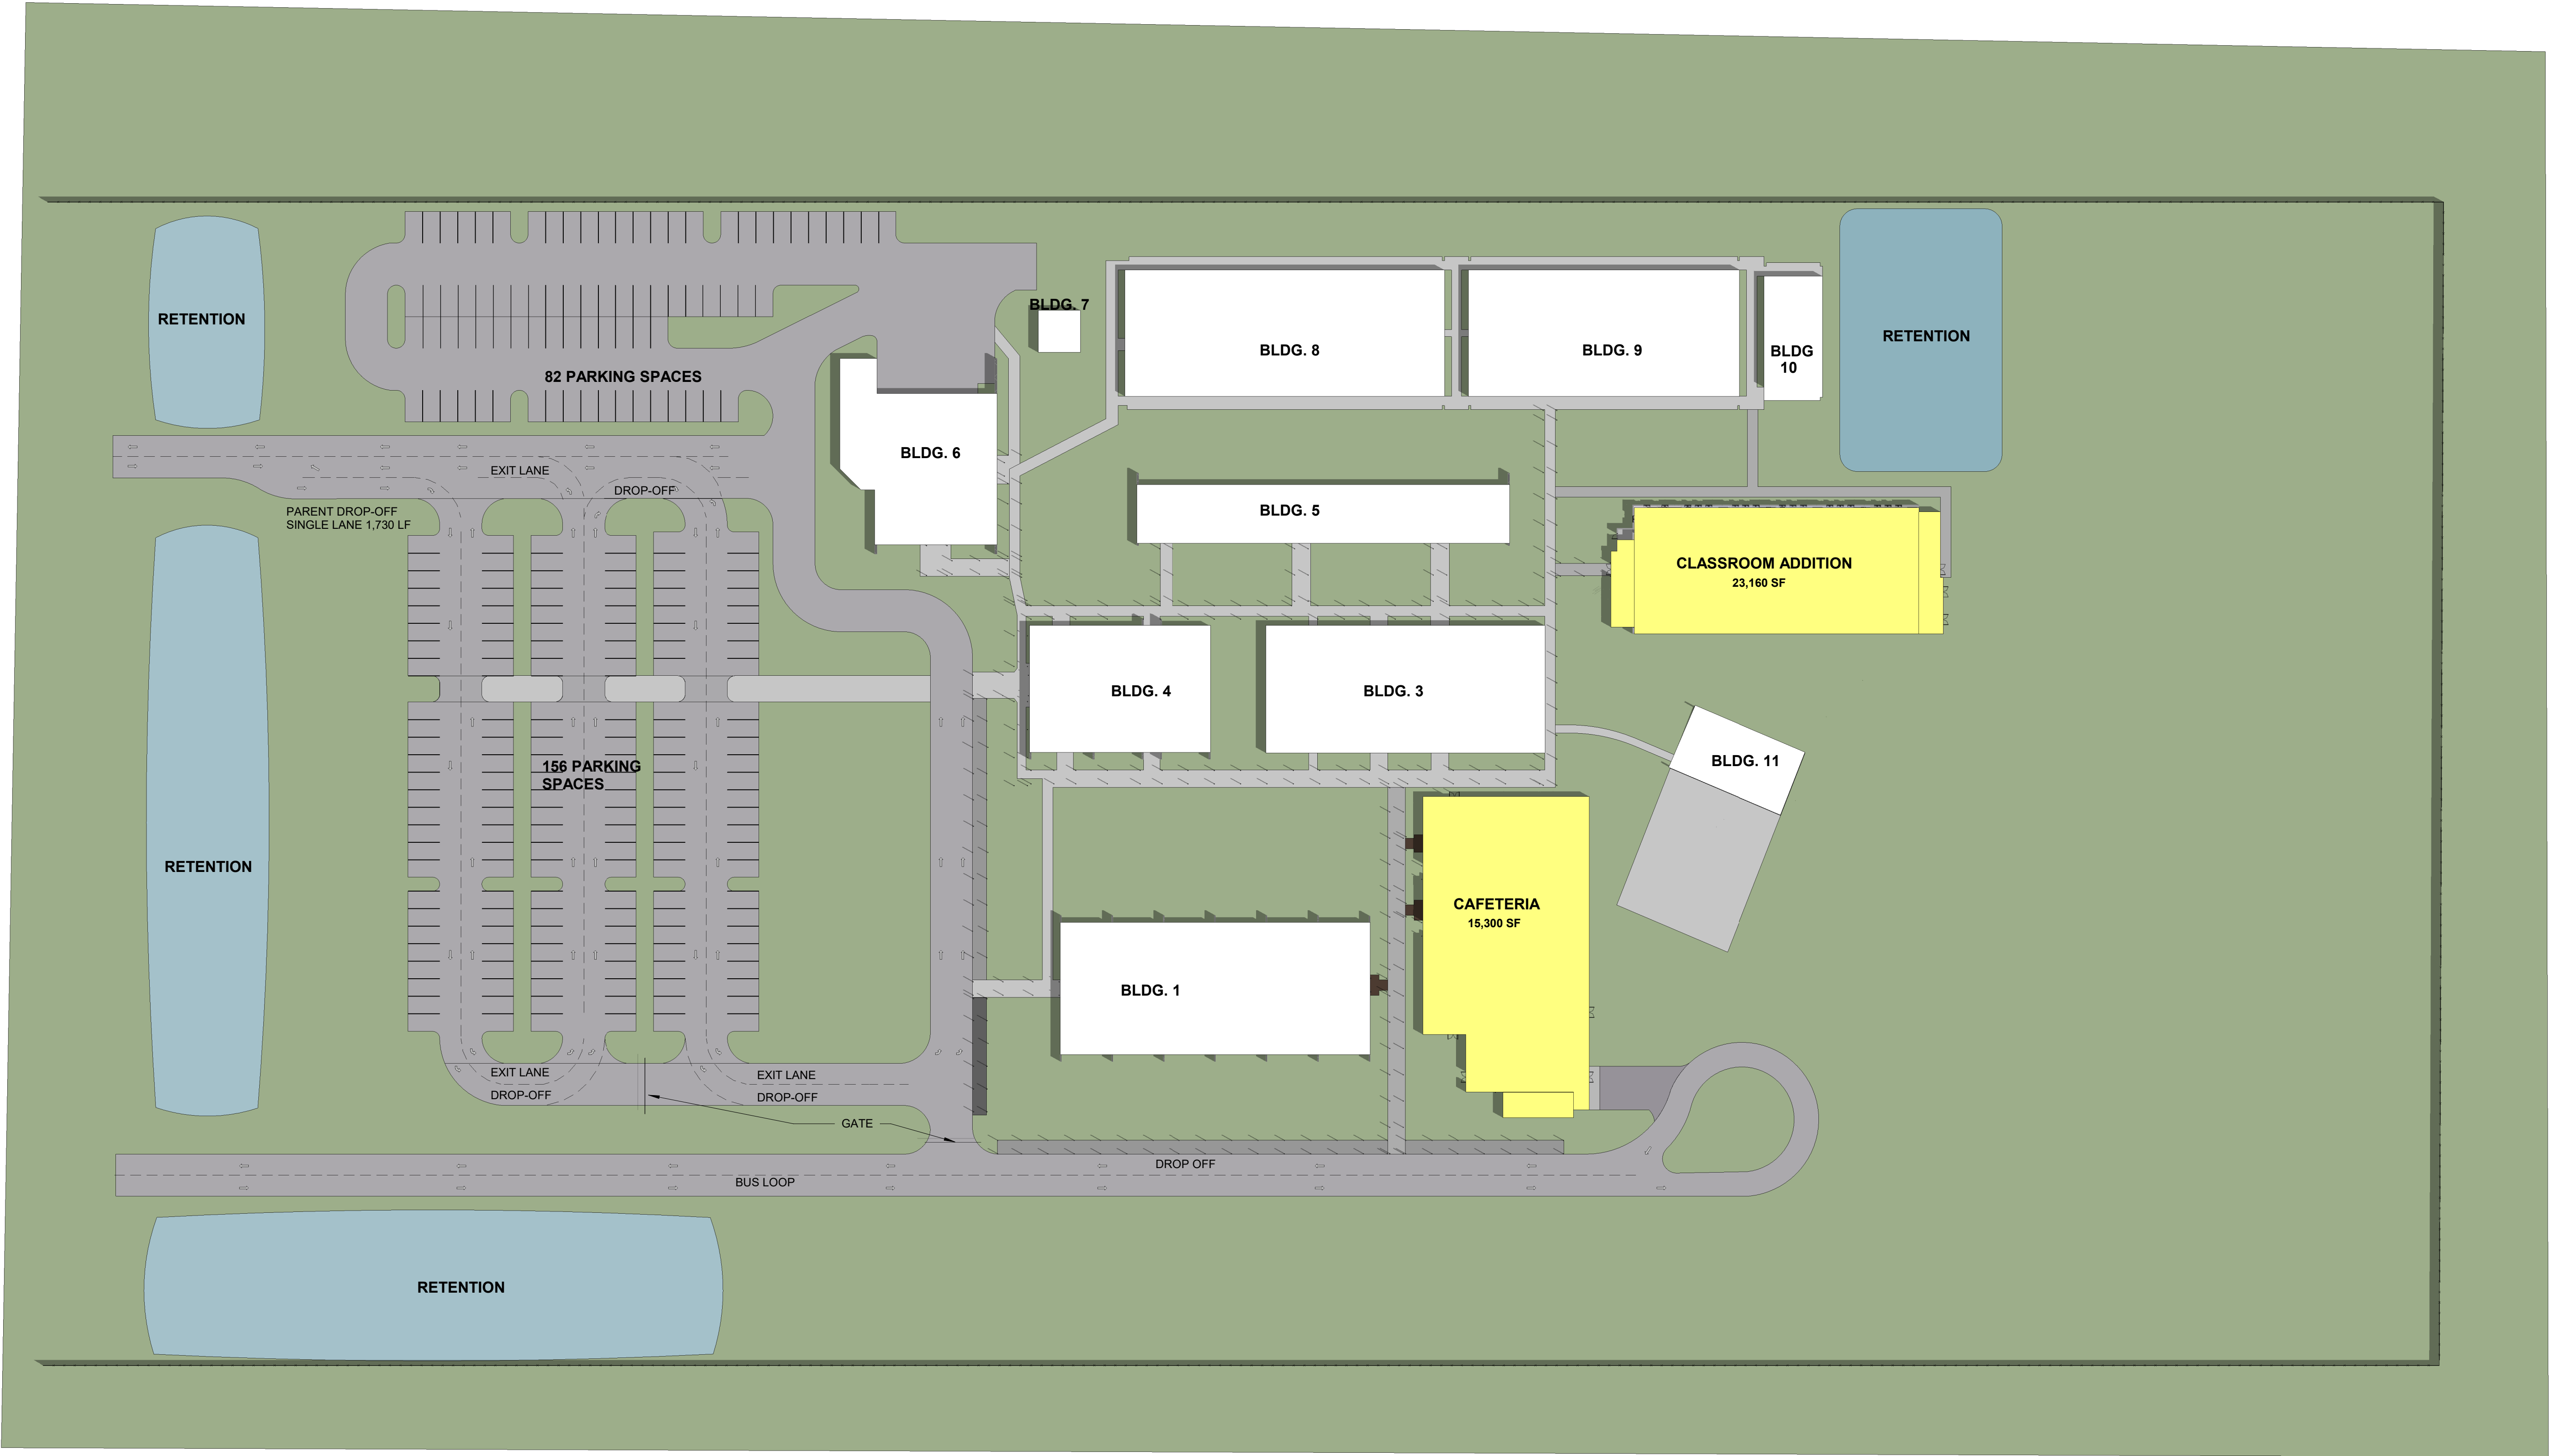 BLDG. 7
RETENTION
RETENTION
BLDG. 8
BLDG. 9
BLDG
10
82 PARKING SPACES
BLDG. 6
EXIT LANE
DROP-OFF
PARENT DROP-OFF
SINGLE LANE 1,730 LF
BLDG. 5
CLASSROOM ADDITION
23,160 SF
BLDG. 4
BLDG. 3
BLDG. 11
156 PARKING
SPACES
RETENTION
CAFETERIA
15,300 SF
BLDG. 1
EXIT LANE
DROP-OFF
EXIT LANE
DROP-OFF
GATE
DROP OFF
BUS LOOP
RETENTION